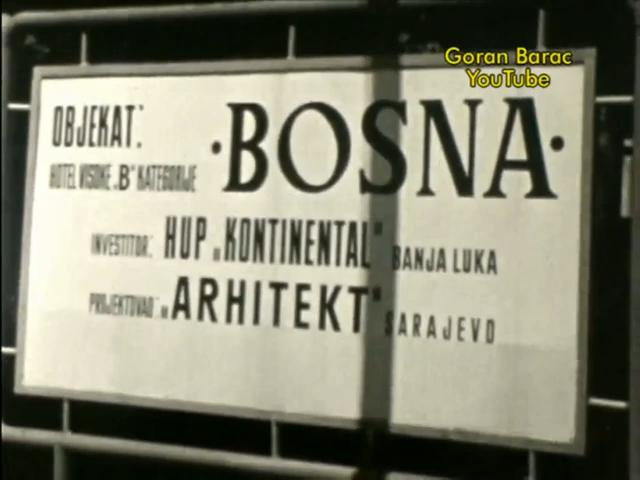 Goran Barac
YouTube
OBJEKAT: ·BOSNA·
HOTEL VISOKE „B" KATEGORIJE
INVESTITOR: HUP „KONTINENTAL" BANJA LUKA
PROJEKTOVAO: „ARHITEKT" SARAJEVO